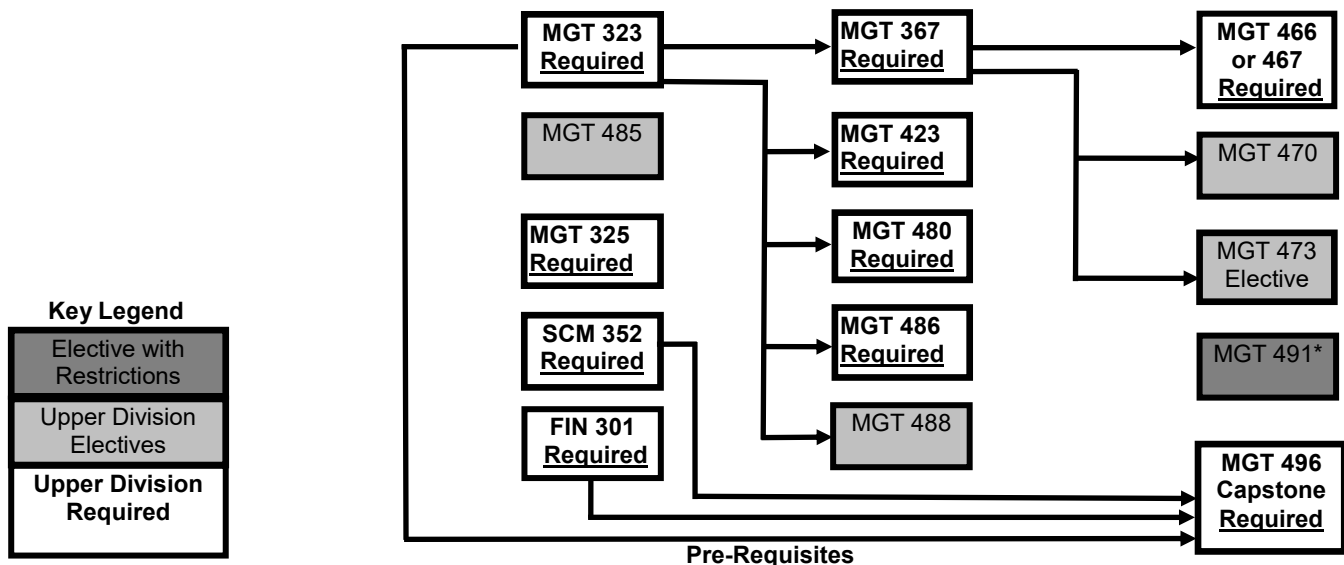 MGT 323
Required
MGT 367
Required
MGT 466
or 467
Required
MGT 485
MGT 423
Required
MGT 470
MGT 325
Required
MGT 480
Required
MGT 473
Elective
Key Legend
Elective with
Restrictions
Upper Division
Electives
Upper Division
Required
SCM 352
Required
MGT 486
Required
MGT 491*
FIN 301
Required
MGT 488
MGT 496
Capstone
Required
Pre-Requisites